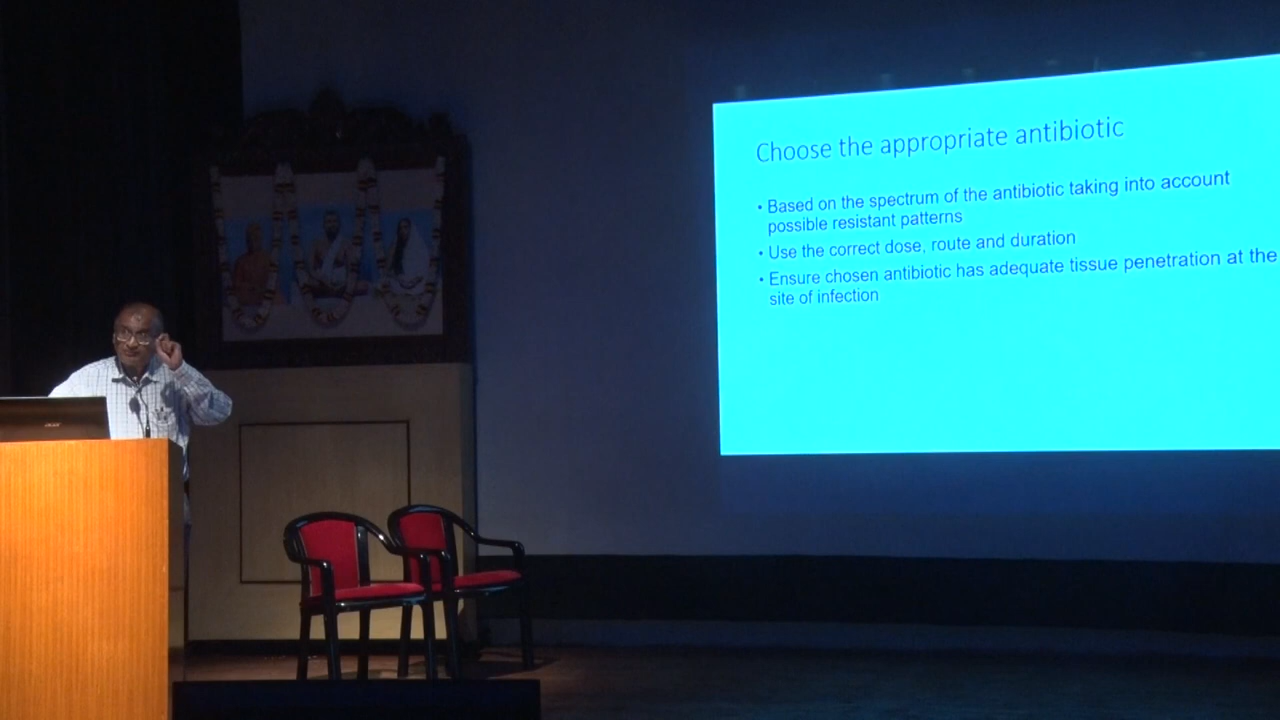 Choose the appropriate antibiotic
• Based on the spectrum of the antibiotic taking into account
possible resistant patterns
• Use the correct dose, route and duration
• Ensure chosen antibiotic has adequate tissue penetration at the
site of infection
acer